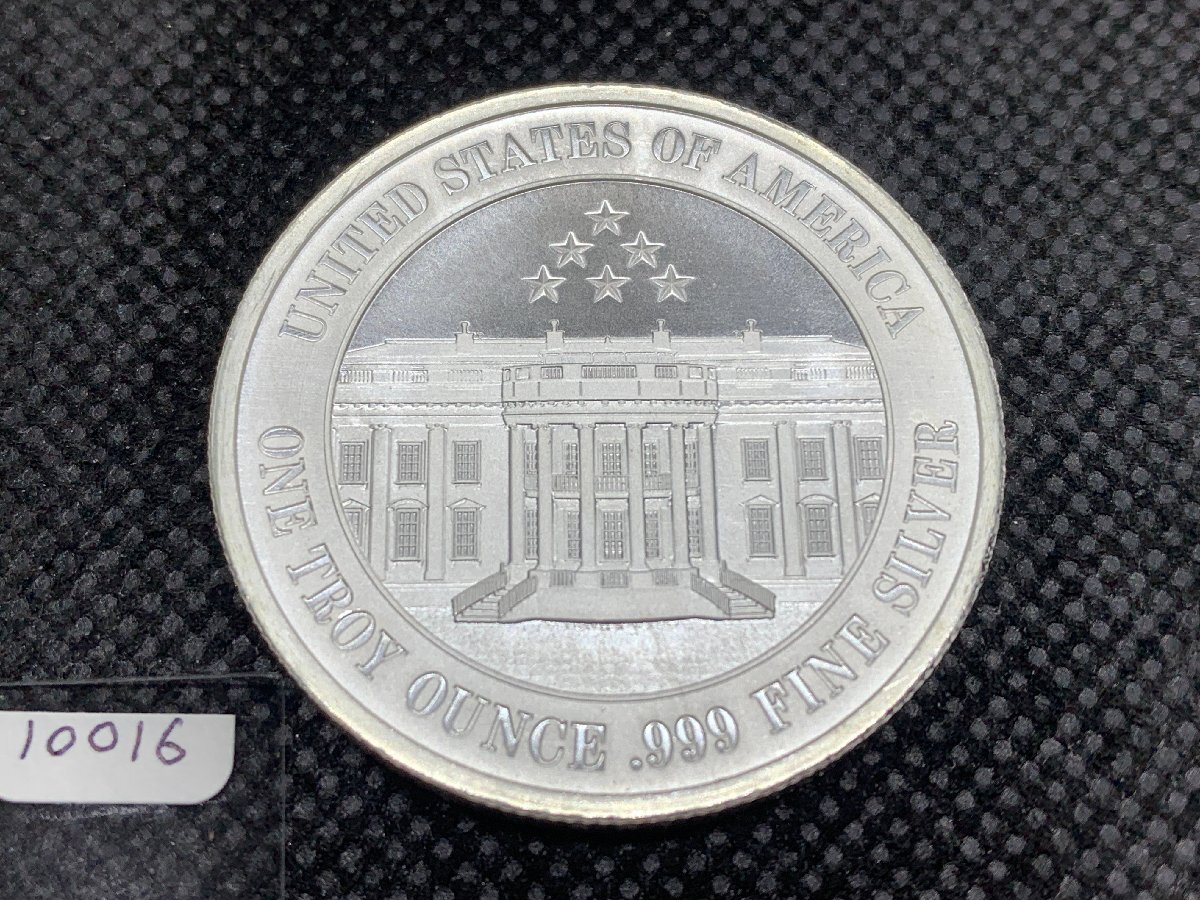 UNITED STATES OF AMERICA
ONE TROY OUNCE .999 FINE SILVER
10016